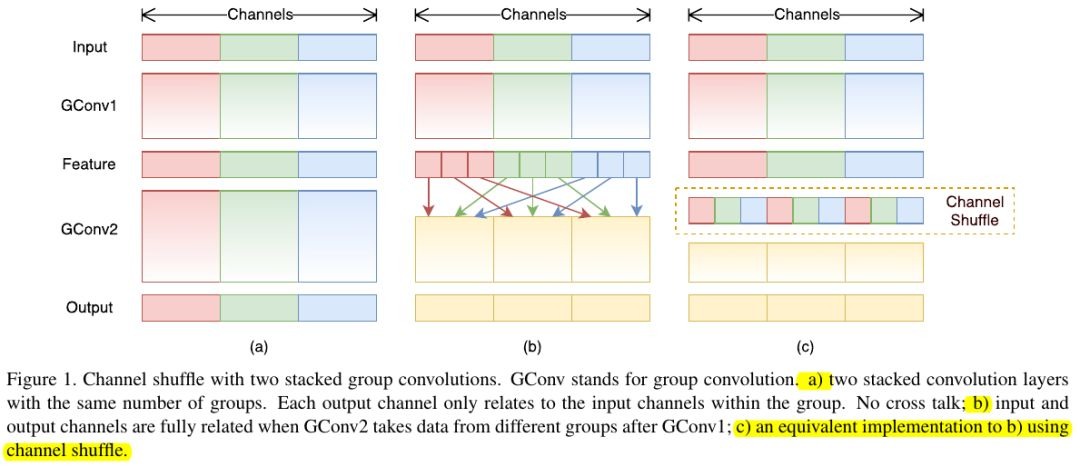 Channels Channels Channels
Input
GConv1
Feature
Channel
Shuffle
GConv2
Output
(a) (b) (c)
Figure 1. Channel shuffle with two stacked group convolutions. GConv stands for group convolution. a) two stacked convolution layers
with the same number of groups. Each output channel only relates to the input channels within the group. No cross talk; b) input and
output channels are fully related when GConv2 takes data from different groups after GConv1; c) an equivalent implementation to b) using
channel shuffle.